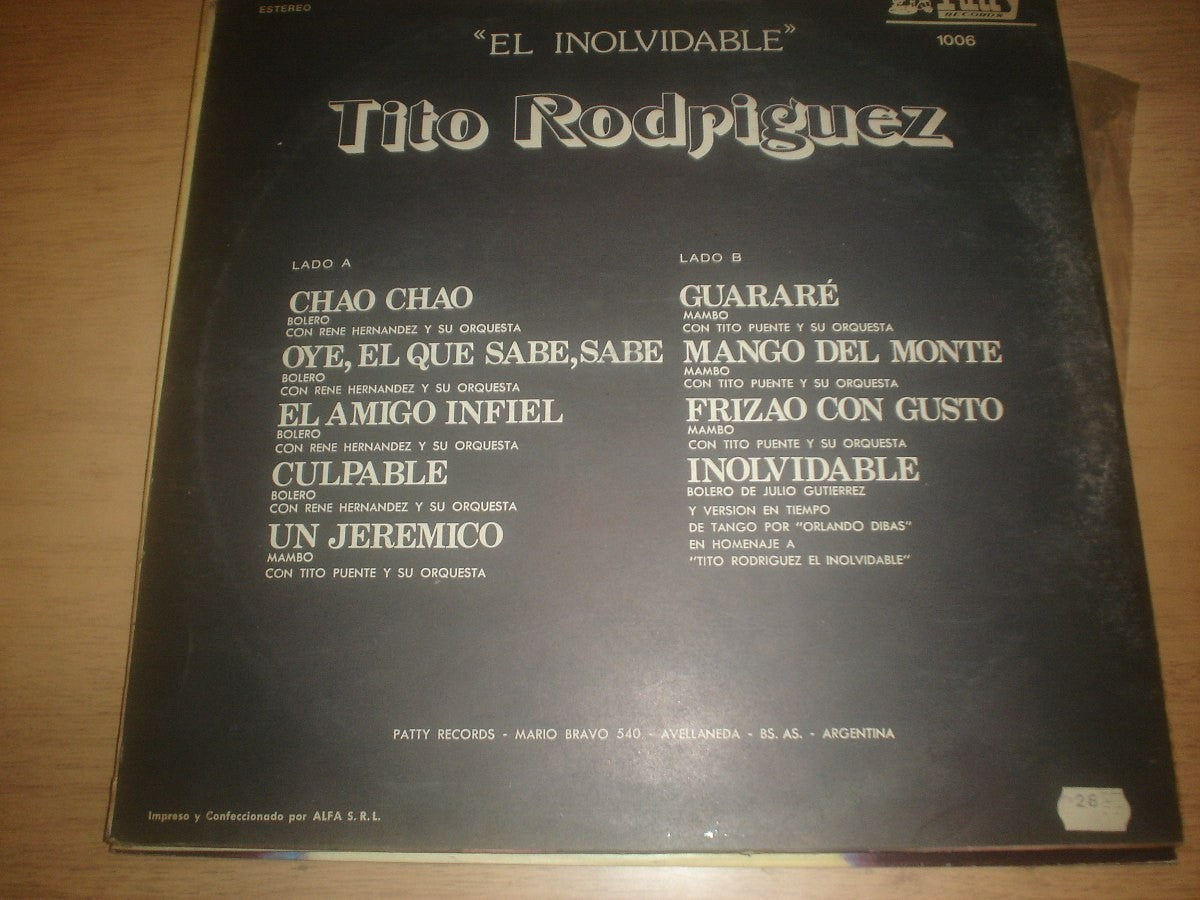 ESTEREO
RECORDS
1006
“EL INOLVIDABLE”
Tito Rodriguez
LADO A
CHAO CHAO
BOLERO
CON RENE HERNANDEZ Y SU ORQUESTA
OYE, EL QUE SABE, SABE
BOLERO
CON RENE HERNANDEZ Y SU ORQUESTA
EL AMIGO INFIEL
BOLERO
CON RENE HERNANDEZ Y SU ORQUESTA
CULPABLE
BOLERO
CON RENE HERNANDEZ Y SU ORQUESTA
UN JEREMICO
MAMBO
CON TITO PUENTE Y SU ORQUESTA
LADO B
GUARARÉ
MAMBO
CON TITO PUENTE Y SU ORQUESTA
MANGO DEL MONTE
MAMBO
CON TITO PUENTE Y SU ORQUESTA
FRIZAO CON GUSTO
MAMBO
CON TITO PUENTE Y SU ORQUESTA
INOLVIDABLE
BOLERO DE JULIO GUTIERREZ
Y VERSION EN TIEMPO
DE TANGO POR "ORLANDO DIBAS"
EN HOMENAJE A
"TITO RODRIGUEZ EL INOLVIDABLE"
PATTY RECORDS - MARIO BRAVO 540 - AVELLANEDA - BS. AS. - ARGENTINA
Impreso y Confeccionado por ALFA S. R. L.
28